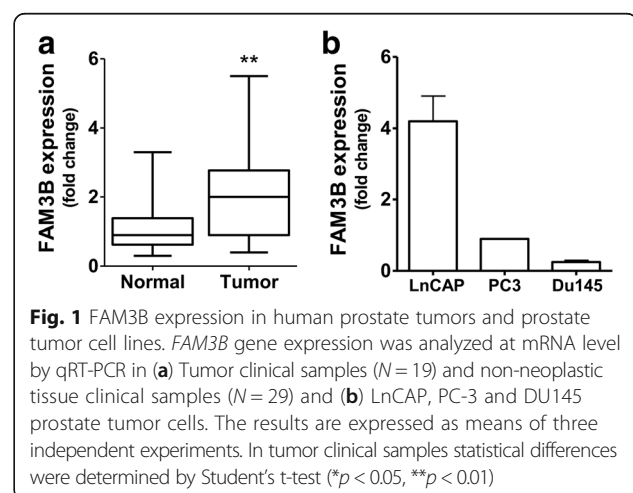 a
b
**
FAM3B expression
(fold change)
6
4
2
0
Normal Tumor
FAM3B expression
(fold change)
6
4
2
0
LnCAP PC3 Du145
Fig. 1 FAM3B expression in human prostate tumors and prostate
tumor cell lines. FAM3B gene expression was analyzed at mRNA level
by qRT-PCR in (a) Tumor clinical samples (N = 19) and non-neoplastic
tissue clinical samples (N = 29) and (b) LnCAP, PC-3 and DU145
prostate tumor cells. The results are expressed as means of three
independent experiments. In tumor clinical samples statistical differences
were determined by Student’s t-test (*p < 0.05, **p < 0.01)